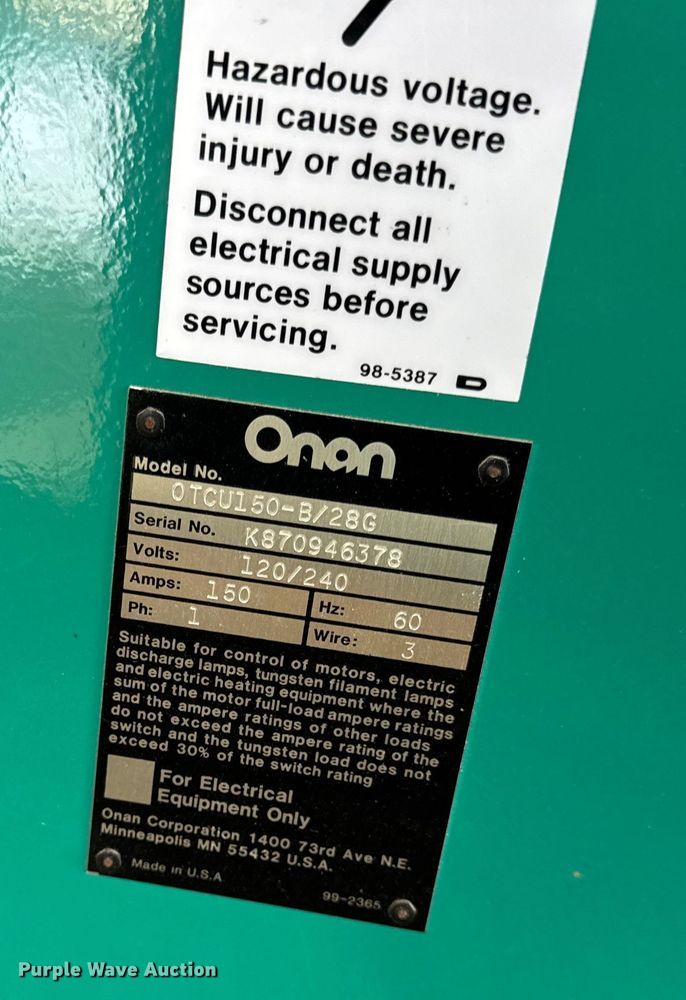 Hazardous voltage.
Will cause severe
injury or death.
Disconnect all
electrical supply
sources before
servicing.
98-5387 D
Onan
Model No.
OTCU150-B/28G
Serial No. K870946378
Volts: 120/240
Amps: 150 Hz: 60
Ph: 1 Wire: 3
Suitable for control of motors, electric
discharge lamps, tungsten filament lamps
and electric heating equipment where the
sum of the motor full-load ampere ratings
and the ampere ratings of other loads
do not exceed the ampere rating of the
switch and the tungsten load does not
exceed 30% of the switch rating
For Electrical
Equipment Only
Onan Corporation 1400 73rd Ave N.E.
Minneapolis MN 55432 U.S.A.
Made in U.S.A
99-2365
Purple Wave Auction